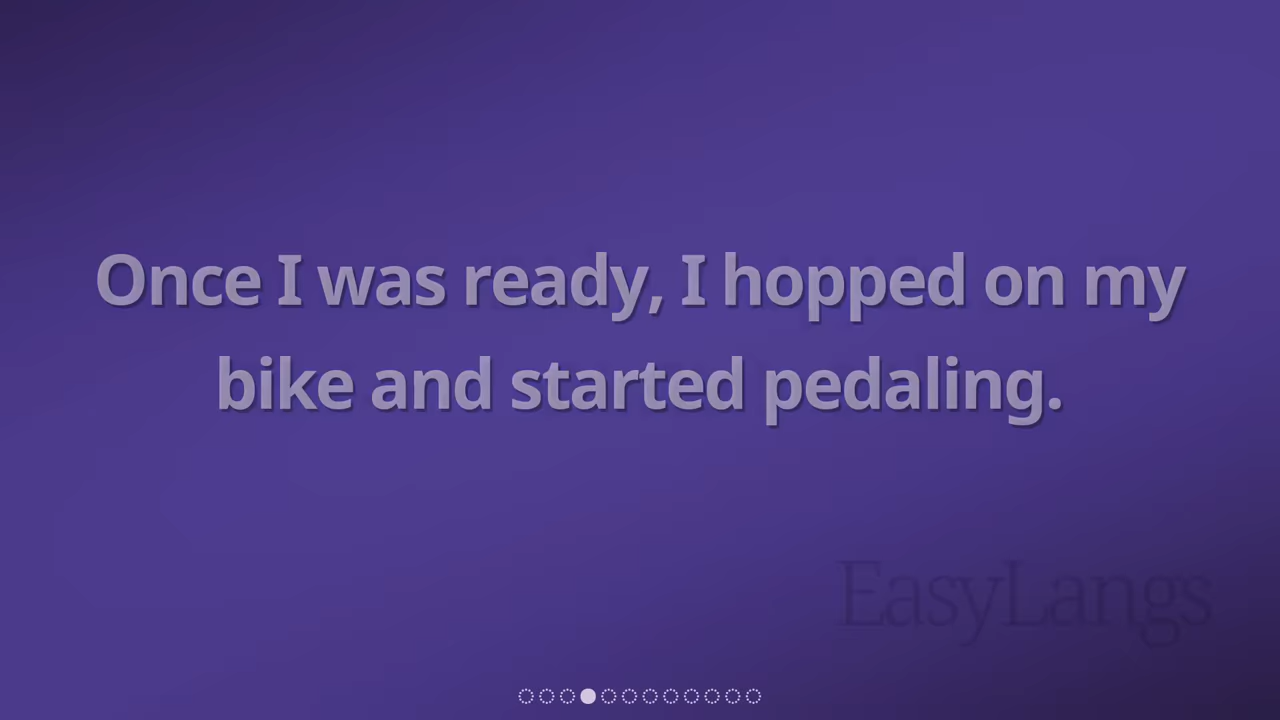 Once I was ready, I hopped on my
bike and started pedaling.
EasyLangs